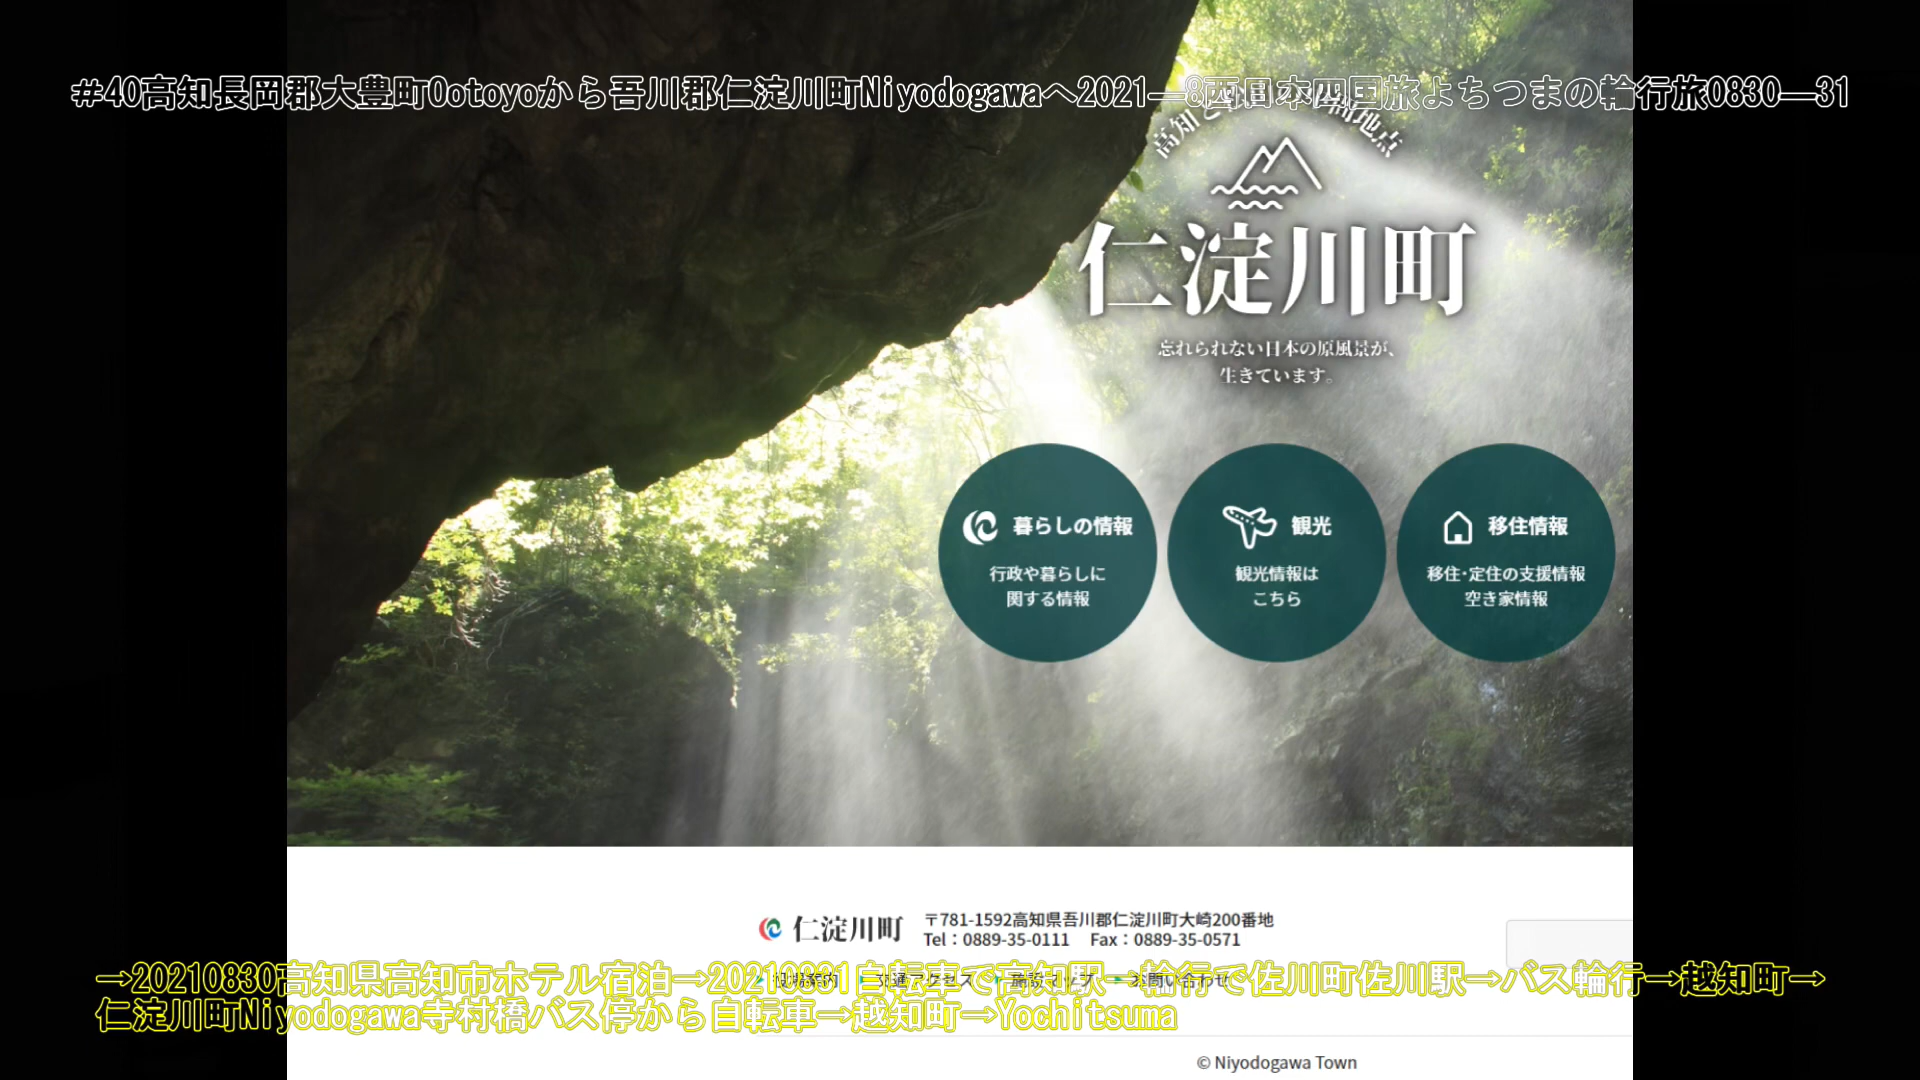 #40高知長岡郡大豊町Ootoyoから吾川郡仁淀川町Niyodogawaへ2021―8西日本四国旅よちつまの輪行旅0830―31
仁淀川町
忘れられない日本の原風景が、
生きています。
暮らしの情報
行政や暮らしに
関する情報
観光
観光情報は
こちら
移住情報
移住･定住の支援情報
空き家情報
仁淀川町
〒781-1592高知県吾川郡仁淀川町大崎200番地
Tel：0889-35-0111 Fax：0889-35-0571
→20210830高知県高知市ホテル宿泊→20210831自転車で高知駅→輪行で佐川町佐川駅→バス輪行→越知町→
仁淀川町Niyodogawa寺村橋バス停から自転車→越知町→Yochitsuma
© Niyodogawa Town